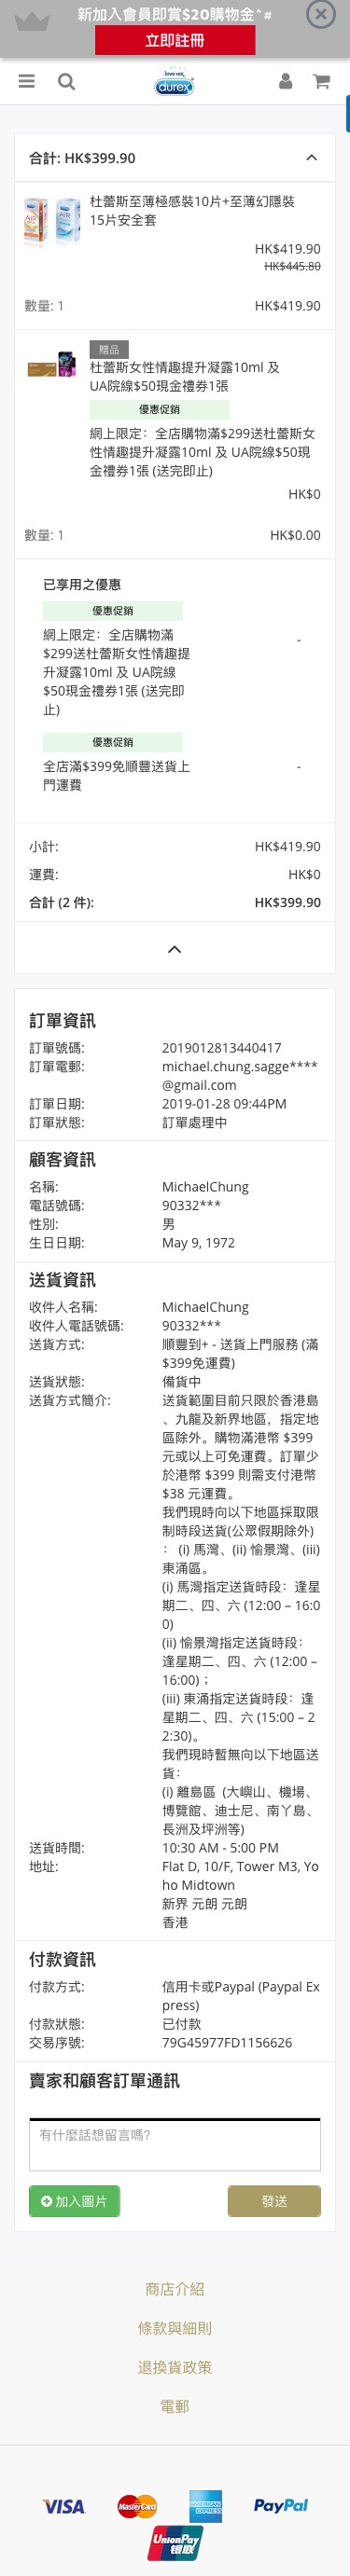 新加入會員即賞$20購物金^#
立即註冊
love sex
durex
合計: HK$399.90
杜蕾斯至薄極感裝10片+至薄幻隱裝
15片安全套
HK$419.90
HK$445.80
數量: 1 HK$419.90
贈品
杜蕾斯女性情趣提升凝露10ml 及
UA院線$50現金禮券1張
優惠促銷
網上限定：全店購物滿$299送杜蕾斯女
性情趣提升凝露10ml 及 UA院線$50現
金禮券1張 (送完即止)
HK$0
數量: 1 HK$0.00
已享用之優惠
優惠促銷
網上限定：全店購物滿
$299送杜蕾斯女性情趣提
升凝露10ml 及 UA院線
$50現金禮券1張 (送完即
止)
-
優惠促銷
全店滿$399免順豐送貨上
門運費
-
小計: HK$419.90
運費: HK$0
合計 (2 件): HK$399.90
訂單資訊
訂單號碼: 2019012813440417
訂單電郵: michael.chung.sagge****
@gmail.com
訂單日期: 2019-01-28 09:44PM
訂單狀態: 訂單處理中
顧客資訊
名稱: MichaelChung
電話號碼: 90332***
性別: 男
生日日期: May 9, 1972
送貨資訊
收件人名稱: MichaelChung
收件人電話號碼: 90332***
送貨方式: 順豐到+ - 送貨上門服務 (滿
$399免運費)
送貨狀態: 備貨中
送貨方式簡介: 送貨範圍目前只限於香港島
、九龍及新界地區，指定地
區除外。購物滿港幣 $399
元或以上可免運費。訂單少
於港幣 $399 則需支付港幣
$38 元運費。
我們現時向以下地區採取限
制時段送貨(公眾假期除外)
： (i) 馬灣、(ii) 愉景灣、(iii)
東涌區。
(i) 馬灣指定送貨時段：逢星
期二、四、六 (12:00 – 16:0
0)
(ii) 愉景灣指定送貨時段：
逢星期二、四、六 (12:00 –
16:00)；
(iii) 東涌指定送貨時段：逢
星期二、四、六 (15:00 – 2
2:30)。
我們現時暫無向以下地區送
貨：
(i) 離島區 (大嶼山、機場、
博覽館、迪士尼、南丫島、
長洲及坪洲等)
送貨時間: 10:30 AM - 5:00 PM
地址: Flat D, 10/F, Tower M3, Yo
ho Midtown
新界 元朗 元朗
香港
付款資訊
付款方式: 信用卡或Paypal (Paypal Ex
press)
付款狀態: 已付款
交易序號: 79G45977FD1156626
賣家和顧客訂單通訊
有什麼話想留言嗎?
加入圖片 發送
商店介紹
條款與細則
退換貨政策
電郵
VISA MasterCard AMERICAN EXPRESS PayPal
UnionPay
银联